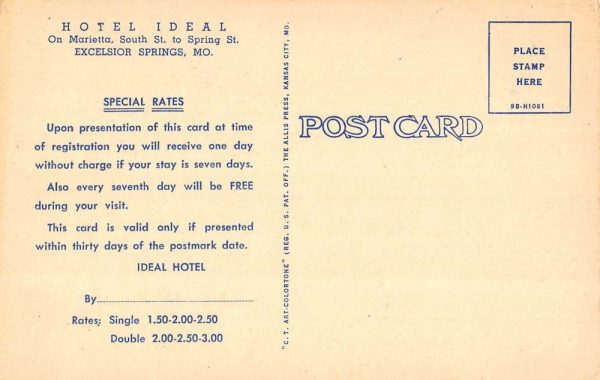 HOTEL IDEAL
On Marietta, South St. to Spring St.
EXCELSIOR SPRINGS, MO.
SPECIAL RATES
Upon presentation of this card at time
of registration you will receive one day
without charge if your stay is seven days.
Also every seventh day will be FREE
during your visit.
This card is valid only if presented
within thirty days of the postmark date.
IDEAL HOTEL
By
Rates; Single 1.50-2.00-2.50
Double 2.00-2.50-3.00
"C.T. ART-COLORTONE" (REG. U. S. PAT. OFF.) THE ALLIS PRESS, KANSAS CITY, MO.
POST CARD
PLACE
STAMP
HERE
9B-H1081